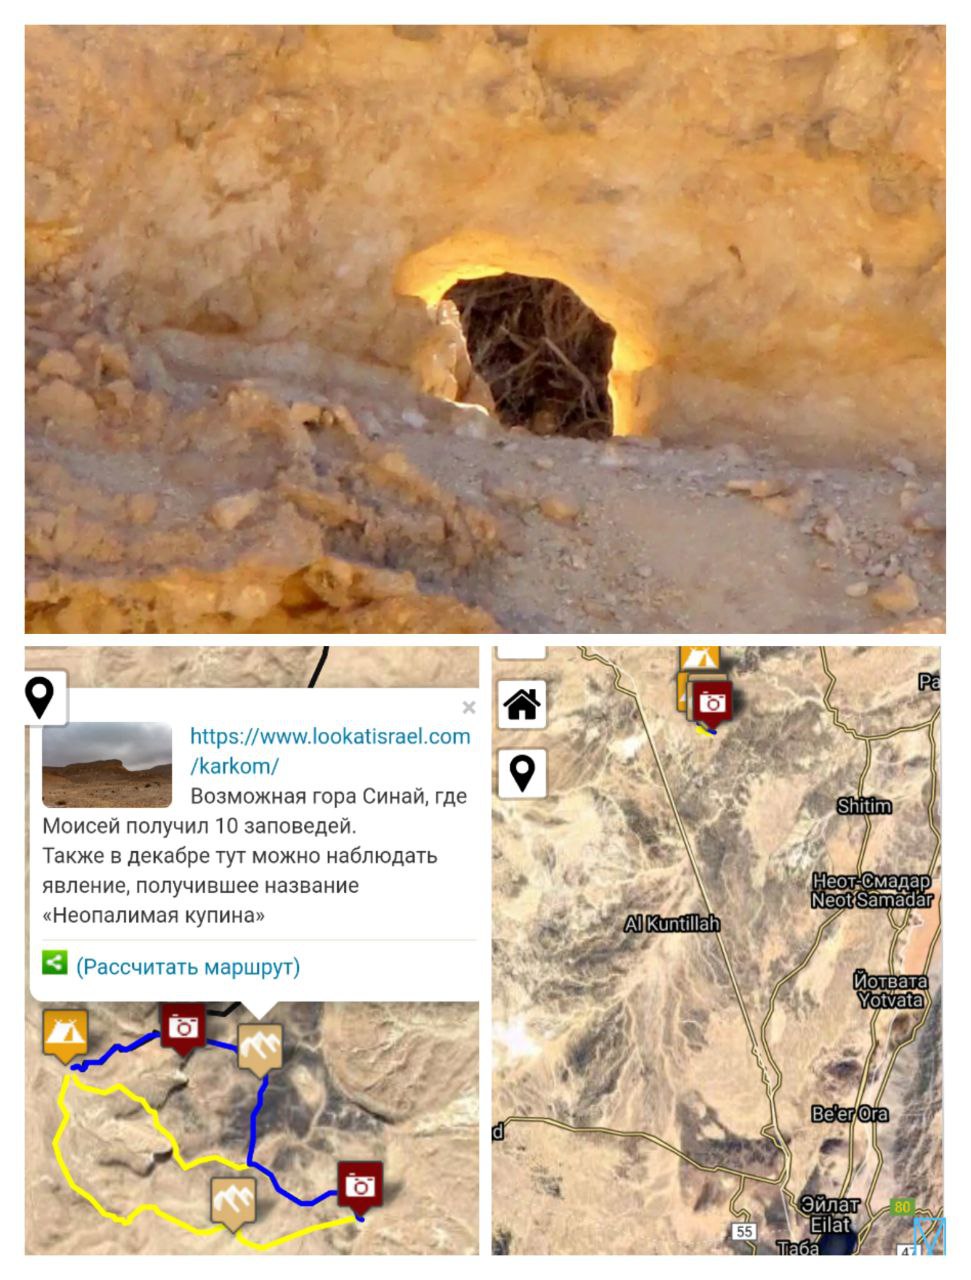 https://www.lookatisrael.com
/karkom/
Возможная гора Синай, где
Моисей получил 10 заповедей.
Также в декабре тут можно наблюдать
явление, получившее название
«Неопалимая купина»
(Рассчитать маршрут)
Pa
Shitim
Неот-Смадар
Neot Samadar
Al Kuntillah
Йотвата
Yotvata
Be'er Ora
d
Эйлат
Eilat
80
55
Таба
47